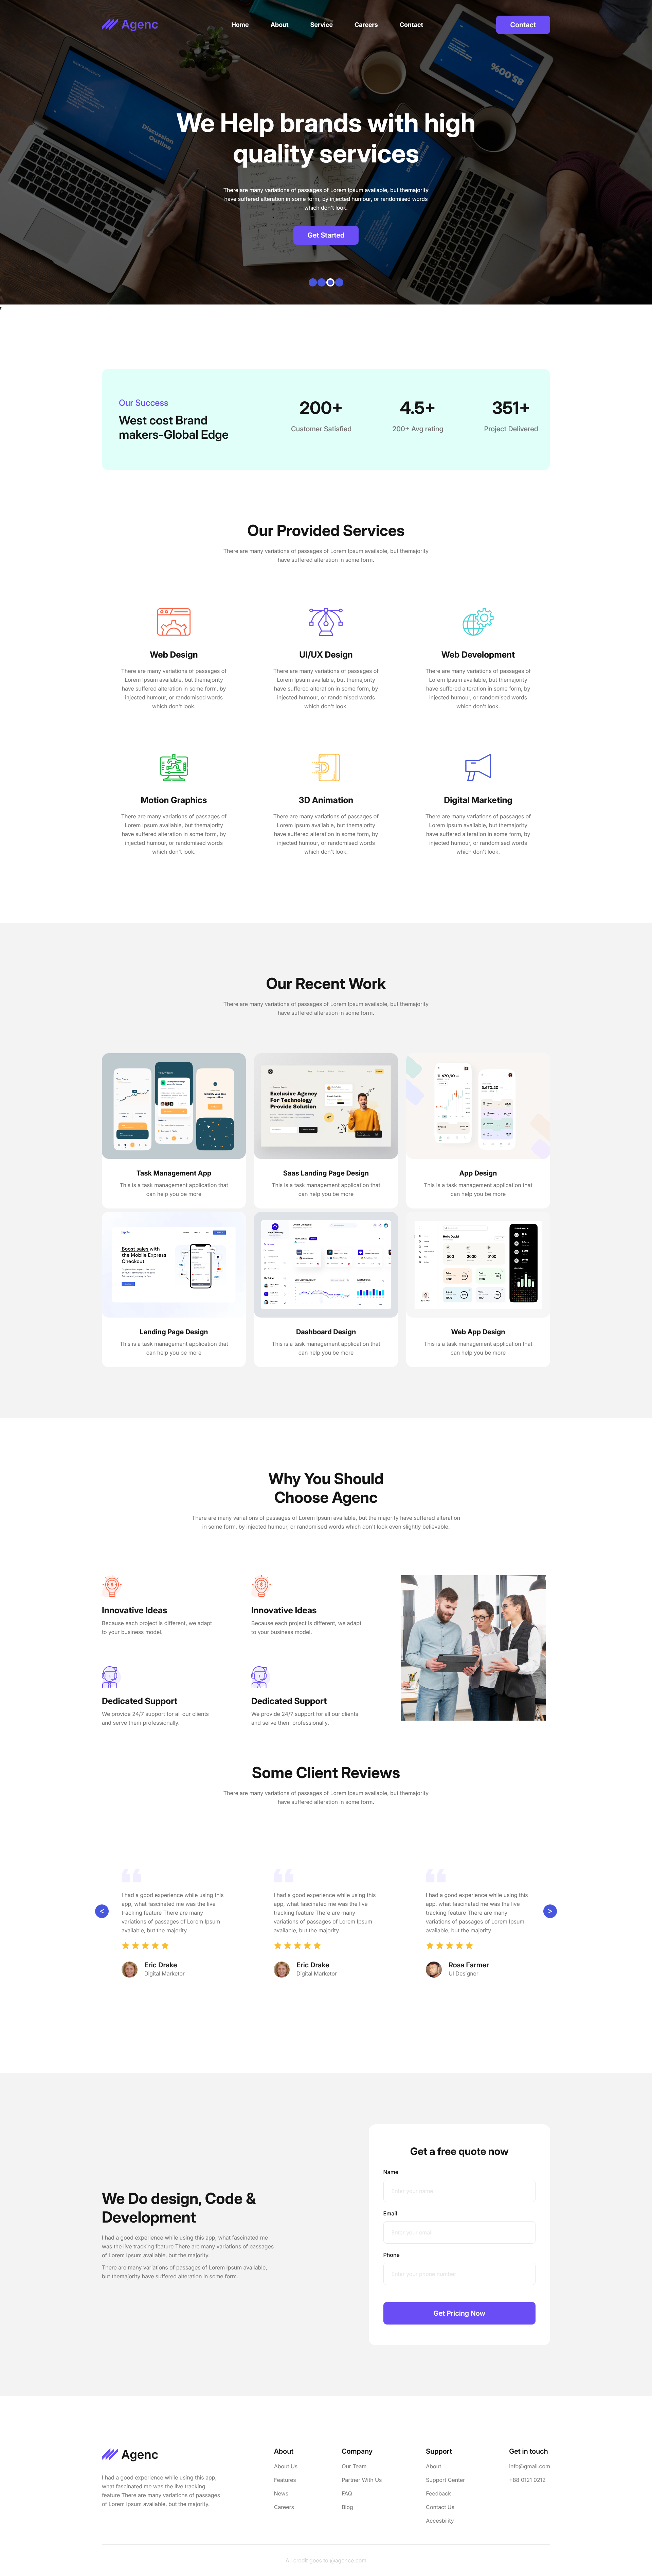 Agenc
Home About Service Careers Contact
Contact
We Help brands with high
quality services
There are many variations of passages of Lorem Ipsum available, but themajority
have suffered alteration in some form, by injected humour, or randomised words
which don't look.
Get Started
Our Success
West cost Brand
makers-Global Edge
200+
Customer Satisfied
4.5+
200+ Avg rating
351+
Project Delivered
Our Provided Services
There are many variations of passages of Lorem Ipsum available, but themajority
have suffered alteration in some form.
Web Design
There are many variations of passages of
Lorem Ipsum available, but themajority
have suffered alteration in some form, by
injected humour, or randomised words
which don't look.
UI/UX Design
There are many variations of passages of
Lorem Ipsum available, but themajority
have suffered alteration in some form, by
injected humour, or randomised words
which don't look.
Web Development
There are many variations of passages of
Lorem Ipsum available, but themajority
have suffered alteration in some form, by
injected humour, or randomised words
which don't look.
Motion Graphics
There are many variations of passages of
Lorem Ipsum available, but themajority
have suffered alteration in some form, by
injected humour, or randomised words
which don't look.
3D Animation
There are many variations of passages of
Lorem Ipsum available, but themajority
have suffered alteration in some form, by
injected humour, or randomised words
which don't look.
Digital Marketing
There are many variations of passages of
Lorem Ipsum available, but themajority
have suffered alteration in some form, by
injected humour, or randomised words
which don't look.
Our Recent Work
There are many variations of passages of Lorem Ipsum available, but themajority
have suffered alteration in some form.
Task Management App
This is a task management application that
can help you be more
Exclusive Agency
For Technology
Provide Solution
Saas Landing Page Design
This is a task management application that
can help you be more
11.670,90
3.670.20
App Design
This is a task management application that
can help you be more
Boost sales with
the Mobile Express
Checkout
Landing Page Design
This is a task management application that
can help you be more
Dashboard Design
This is a task management application that
can help you be more
Hello David
500 2000 5100
Web App Design
This is a task management application that
can help you be more
Why You Should
Choose Agenc
There are many variations of passages of Lorem Ipsum available, but the majority have suffered alteration
in some form, by injected humour, or randomised words which don't look even slightly believable.
Innovative Ideas
Because each project is different, we adapt
to your business model.
Innovative Ideas
Because each project is different, we adapt
to your business model.
Dedicated Support
We provide 24/7 support for all our clients
and serve them professionally.
Dedicated Support
We provide 24/7 support for all our clients
and serve them professionally.
Some Client Reviews
There are many variations of passages of Lorem Ipsum available, but themajority
have suffered alteration in some form.
<
I had a good experience while using this
app, what fascinated me was the live
tracking feature There are many
variations of passages of Lorem Ipsum
available, but the majority.
Eric Drake
Digital Marketor
I had a good experience while using this
app, what fascinated me was the live
tracking feature There are many
variations of passages of Lorem Ipsum
available, but the majority.
Eric Drake
Digital Marketor
I had a good experience while using this
app, what fascinated me was the live
tracking feature There are many
variations of passages of Lorem Ipsum
available, but the majority.
Rosa Farmer
UI Designer
>
We Do design, Code &
Development
I had a good experience while using this app, what fascinated me
was the live tracking feature There are many variations of passages
of Lorem Ipsum available, but the majority.
There are many variations of passages of Lorem Ipsum available,
but themajority have suffered alteration in some form.
Get a free quote now
Name
Enter your name
Email
Enter your email
Phone
Enter your phone number
Get Pricing Now
Agenc
I had a good experience while using this app,
what fascinated me was the live tracking
feature There are many variations of passages
of Lorem Ipsum available, but the majority.
About
About Us
Features
News
Careers
Company
Our Team
Partner With Us
FAQ
Blog
Support
About
Support Center
Feedback
Contact Us
Accesbility
Get in touch
Info@gmail.com
+88 0121 0212
All credit goes to @agence.com